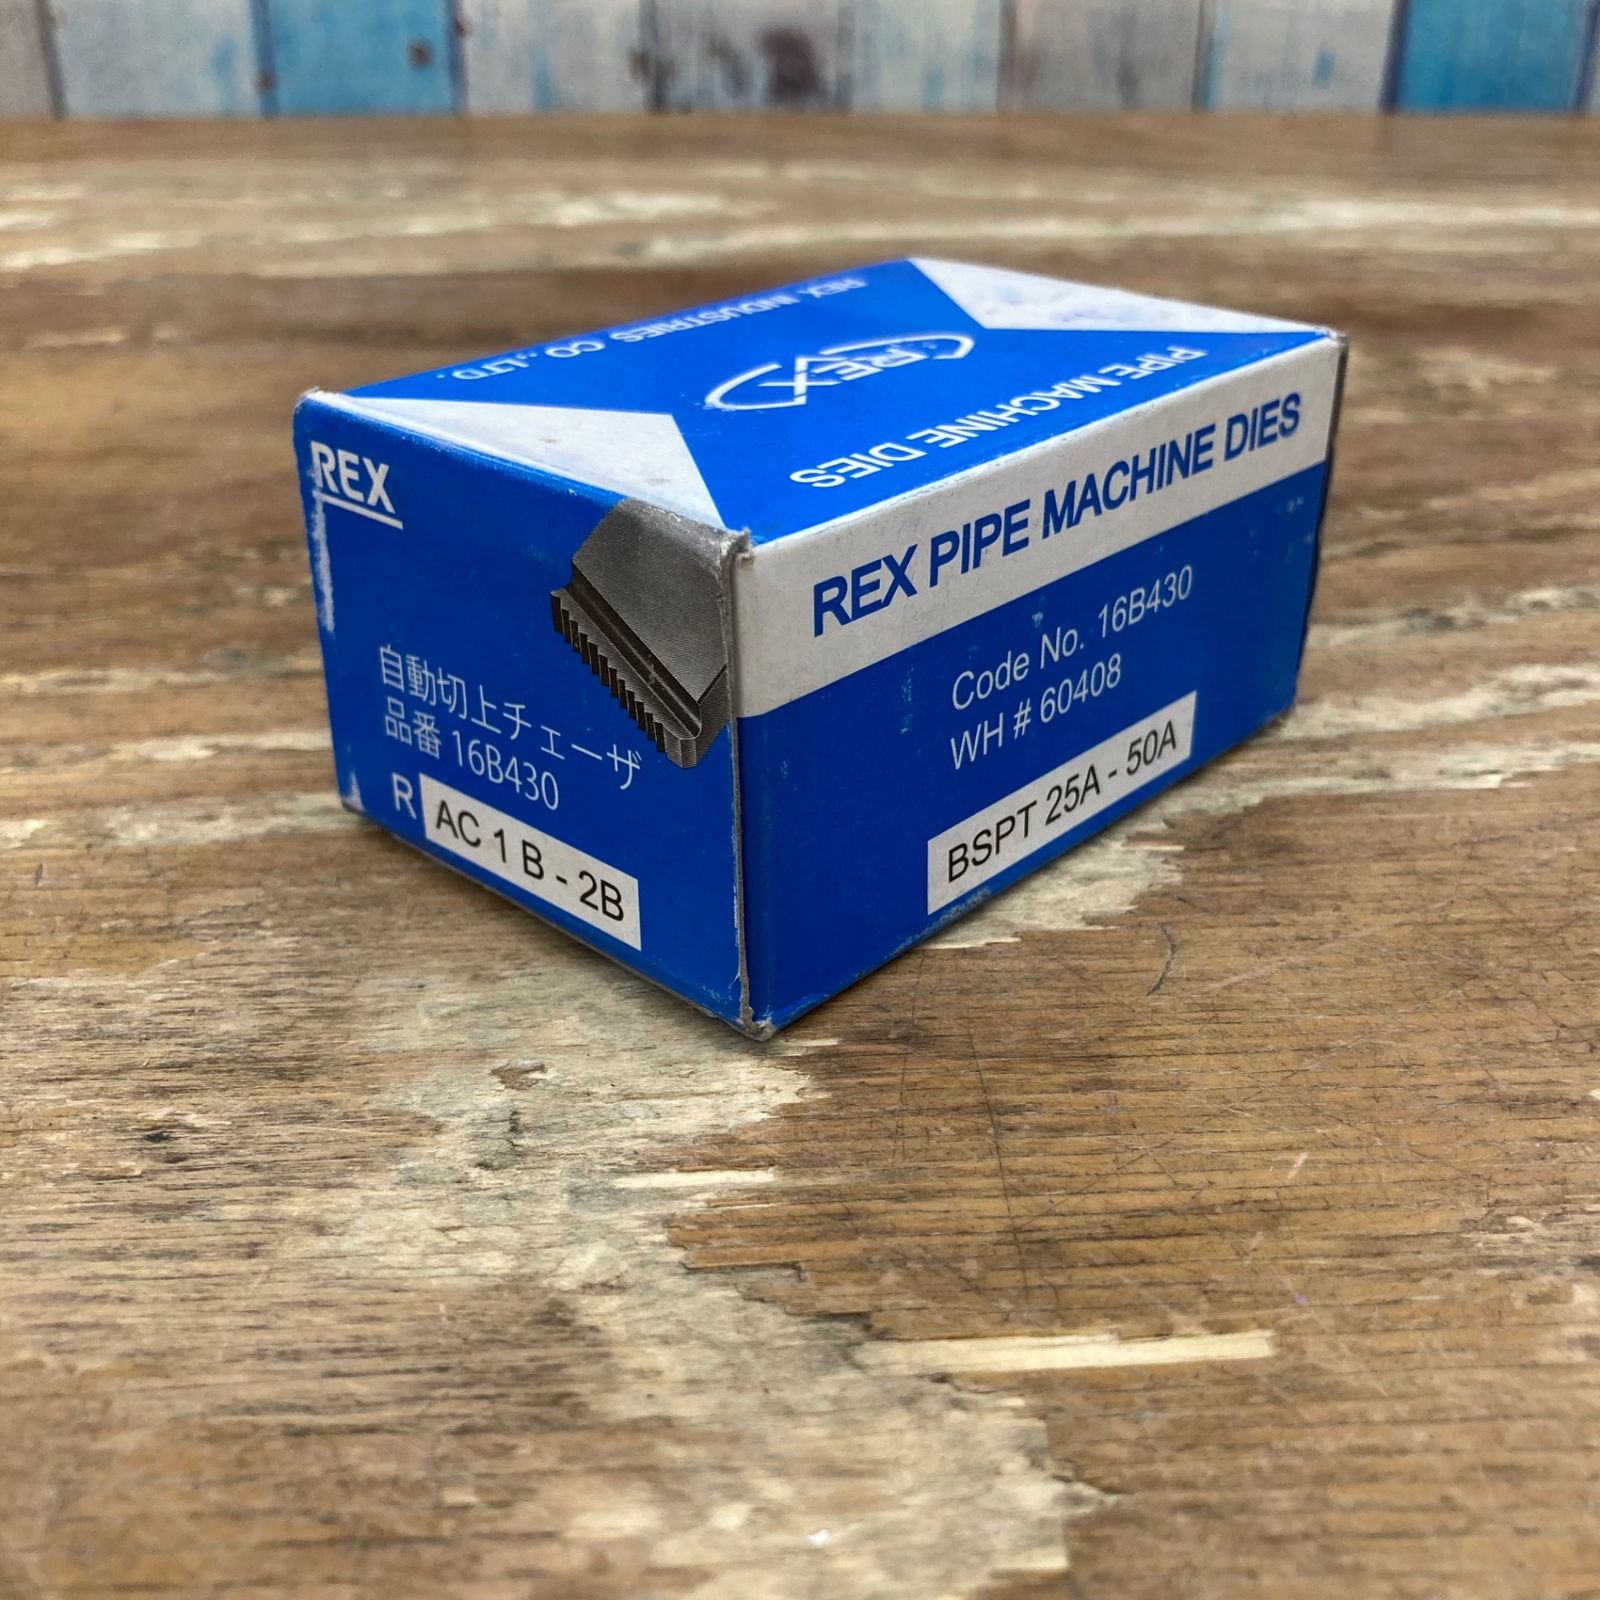 REX INDUSTRIES CO.,LTD.
REX
PIPE MACHINE DIES
REX
自動切上チェーザ
品番 16B430
R AC 1 B - 2B
REX PIPE MACHINE DIES
Code No. 16B430
WH # 60408
BSPT 25A - 50A